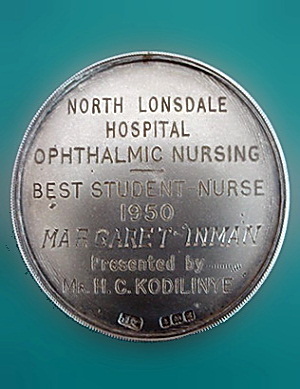 NORTH LONSDALE
HOSPITAL
OPHTHALMIC NURSING
BEST STUDENT-NURSE
1950
MARGARET INMAN
Presented by
Mr. H. C. KODILINYE